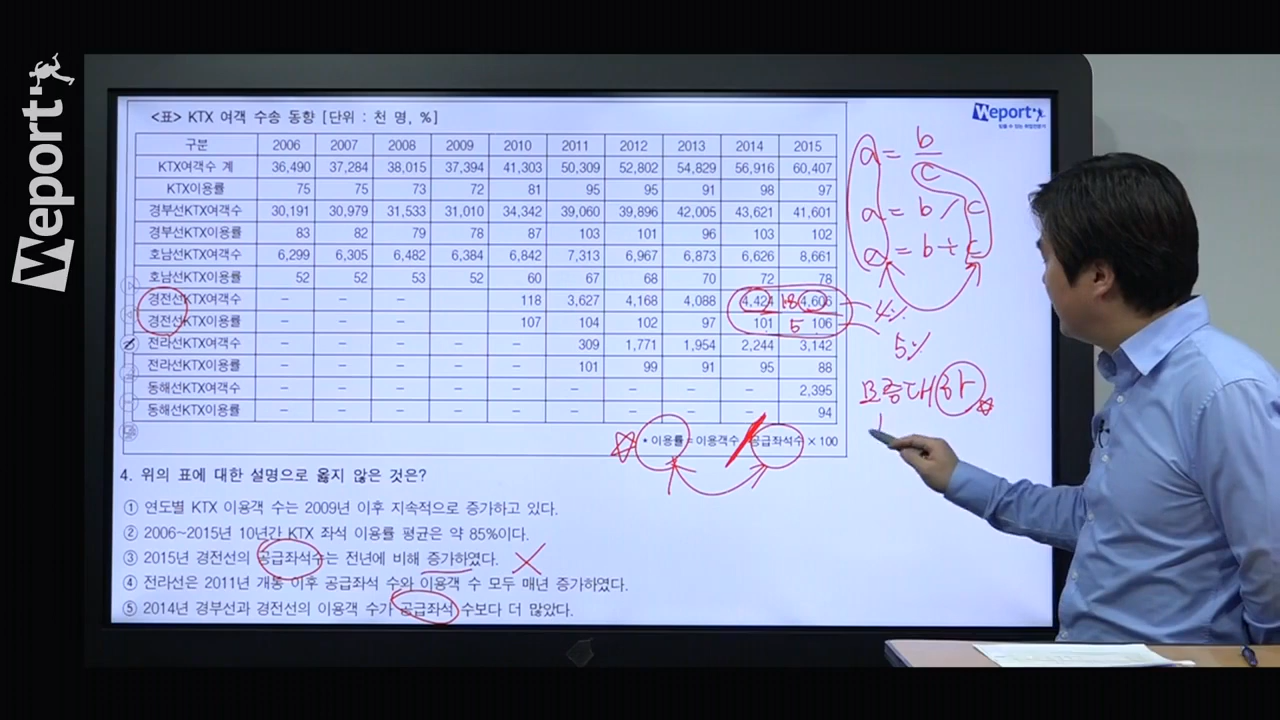 Weport
Weport
믿을 수 있는 취업전문가
<표> KTX 여객 수송 동향 [단위 : 천 명, %]
구분 2006 2007 2008 2009 2010 2011 2012 2013 2014 2015
KTX여객수 계 36,490 37,284 38,015 37,394 41,303 50,309 52,802 54,829 56,916 60,407
KTX이용률 75 75 73 72 81 95 95 91 98 97
경부선KTX여객수 30,191 30,979 31,533 31,010 34,342 39,060 39,896 42,005 43,621 41,601
경부선KTX이용률 83 82 79 78 87 103 101 96 103 102
호남선KTX여객수 6,299 6,305 6,482 6,384 6,842 7,313 6,967 6,873 6,626 8,661
호남선KTX이용률 52 52 53 52 60 67 68 70 72 78
경전선KTX여객수 – – – 118 3,627 4,168 4,088 4,424 18 4,606
경전선KTX이용률 107 104 102 97 101 5 106
전라선KTX여객수 – – – – – 309 1,771 1,954 2,244 3,142
전라선KTX이용률 – – – – – 101 99 91 95 88
동해선KTX여객수 – – – – – – – – – 2,395
동해선KTX이용률 – – – – – – – – – 94
• 이용률 = 이용객수 / 공급좌석수 × 100
4. 위의 표에 대한 설명으로 옳지 않은 것은?
① 연도별 KTX 이용객 수는 2009년 이후 지속적으로 증가하고 있다.
② 2006~2015년 10년간 KTX 좌석 이용률 평균은 약 85%이다.
③ 2015년 경전선의 공급좌석수는 전년에 비해 증가하였다.
④ 전라선은 2011년 개통 이후 공급좌석 수와 이용객 수 모두 매년 증가하였다.
⑤ 2014년 경부선과 경전선의 이용객 수가 공급좌석 수보다 더 많았다.
a = b
c
a = b / c
a = b ÷ c
4%
5%